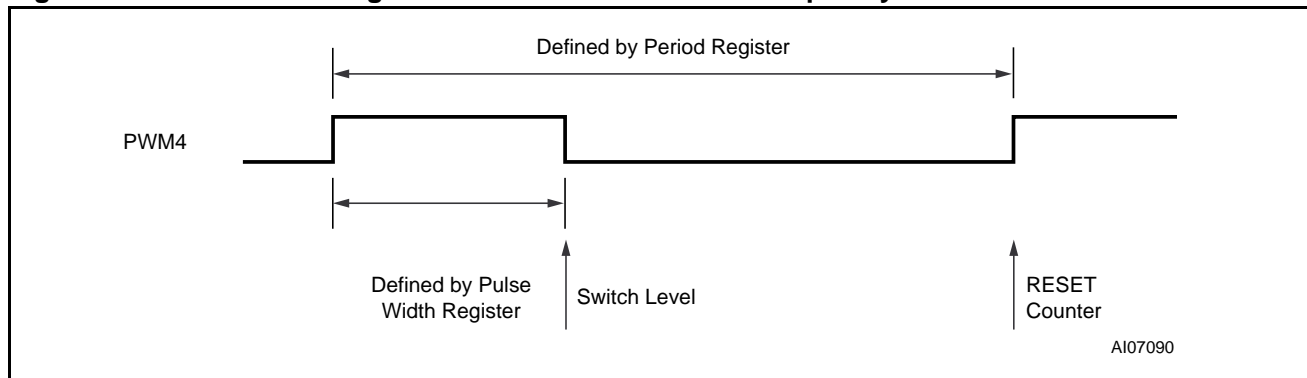 Defined by Period Register
PWM4
Defined by Pulse
Width Register
Switch Level
RESET
Counter
AI07090